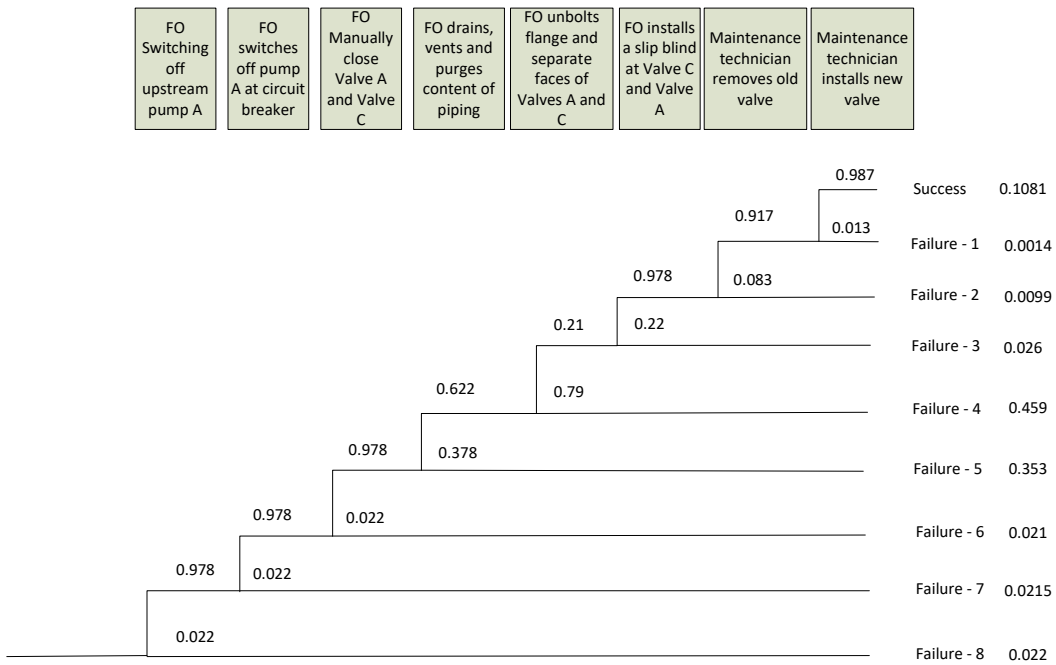 FO
Switching
off
upstream
pump A
FO
switches
off pump
A at circuit
breaker
FO
Manually
close
Valve A
and Valve
C
FO drains,
vents and
purges
content of
piping
FO unbolts
flange and
separate
faces of
Valves A and
C
FO installs
a slip blind
at Valve C
and Valve
A
Maintenance
technician
removes old
valve
Maintenance
technician
installs new
valve
0.987
Success 0.1081
0.917
0.013
Failure - 1 0.0014
0.978
0.083
Failure - 2 0.0099
0.21
0.22
Failure - 3 0.026
0.622
0.79
Failure - 4 0.459
0.978
0.378
Failure - 5 0.353
0.978
0.022
Failure - 6 0.021
0.978
0.022
Failure - 7 0.0215
0.022
Failure - 8 0.022